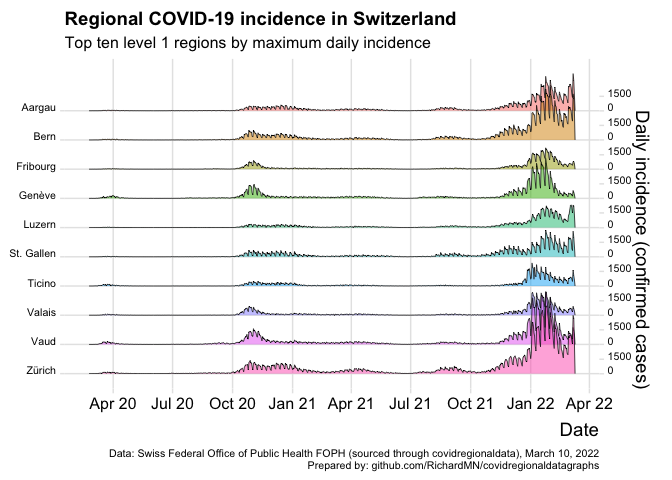 Regional COVID-19 incidence in Switzerland
Top ten level 1 regions by maximum daily incidence
Aargau 1500
0
Bern 1500
0
Fribourg 1500
0
Genève 1500
0
Luzern 1500
0
St. Gallen 1500
0
Ticino 1500
0
Valais 1500
0
Vaud 1500
0
Zürich 1500
0
Daily incidence (confirmed cases)
Apr 20 Jul 20 Oct 20 Jan 21 Apr 21 Jul 21 Oct 21 Jan 22 Apr 22
Date
Data: Swiss Federal Office of Public Health FOPH (sourced through covidregionaldata), March 10, 2022
Prepared by: github.com/RichardMN/covidregionaldatagraphs